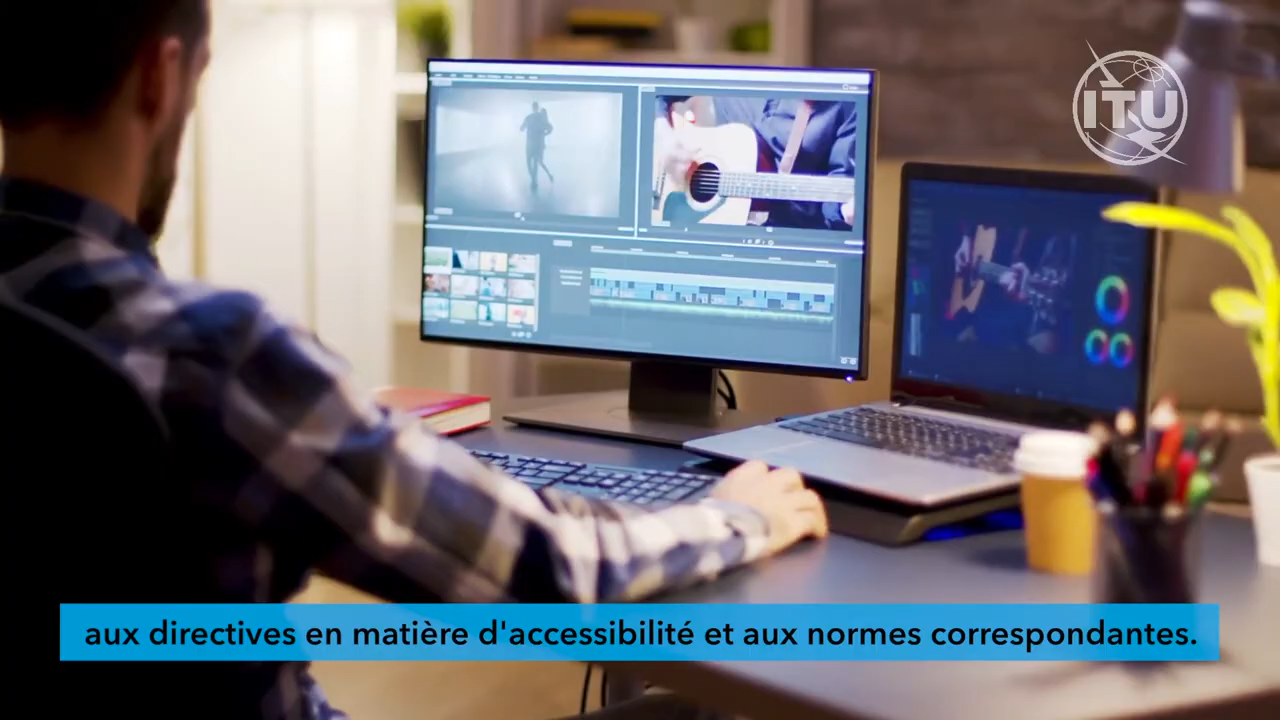 ITU
aux directives en matière d'accessibilité et aux normes correspondantes.